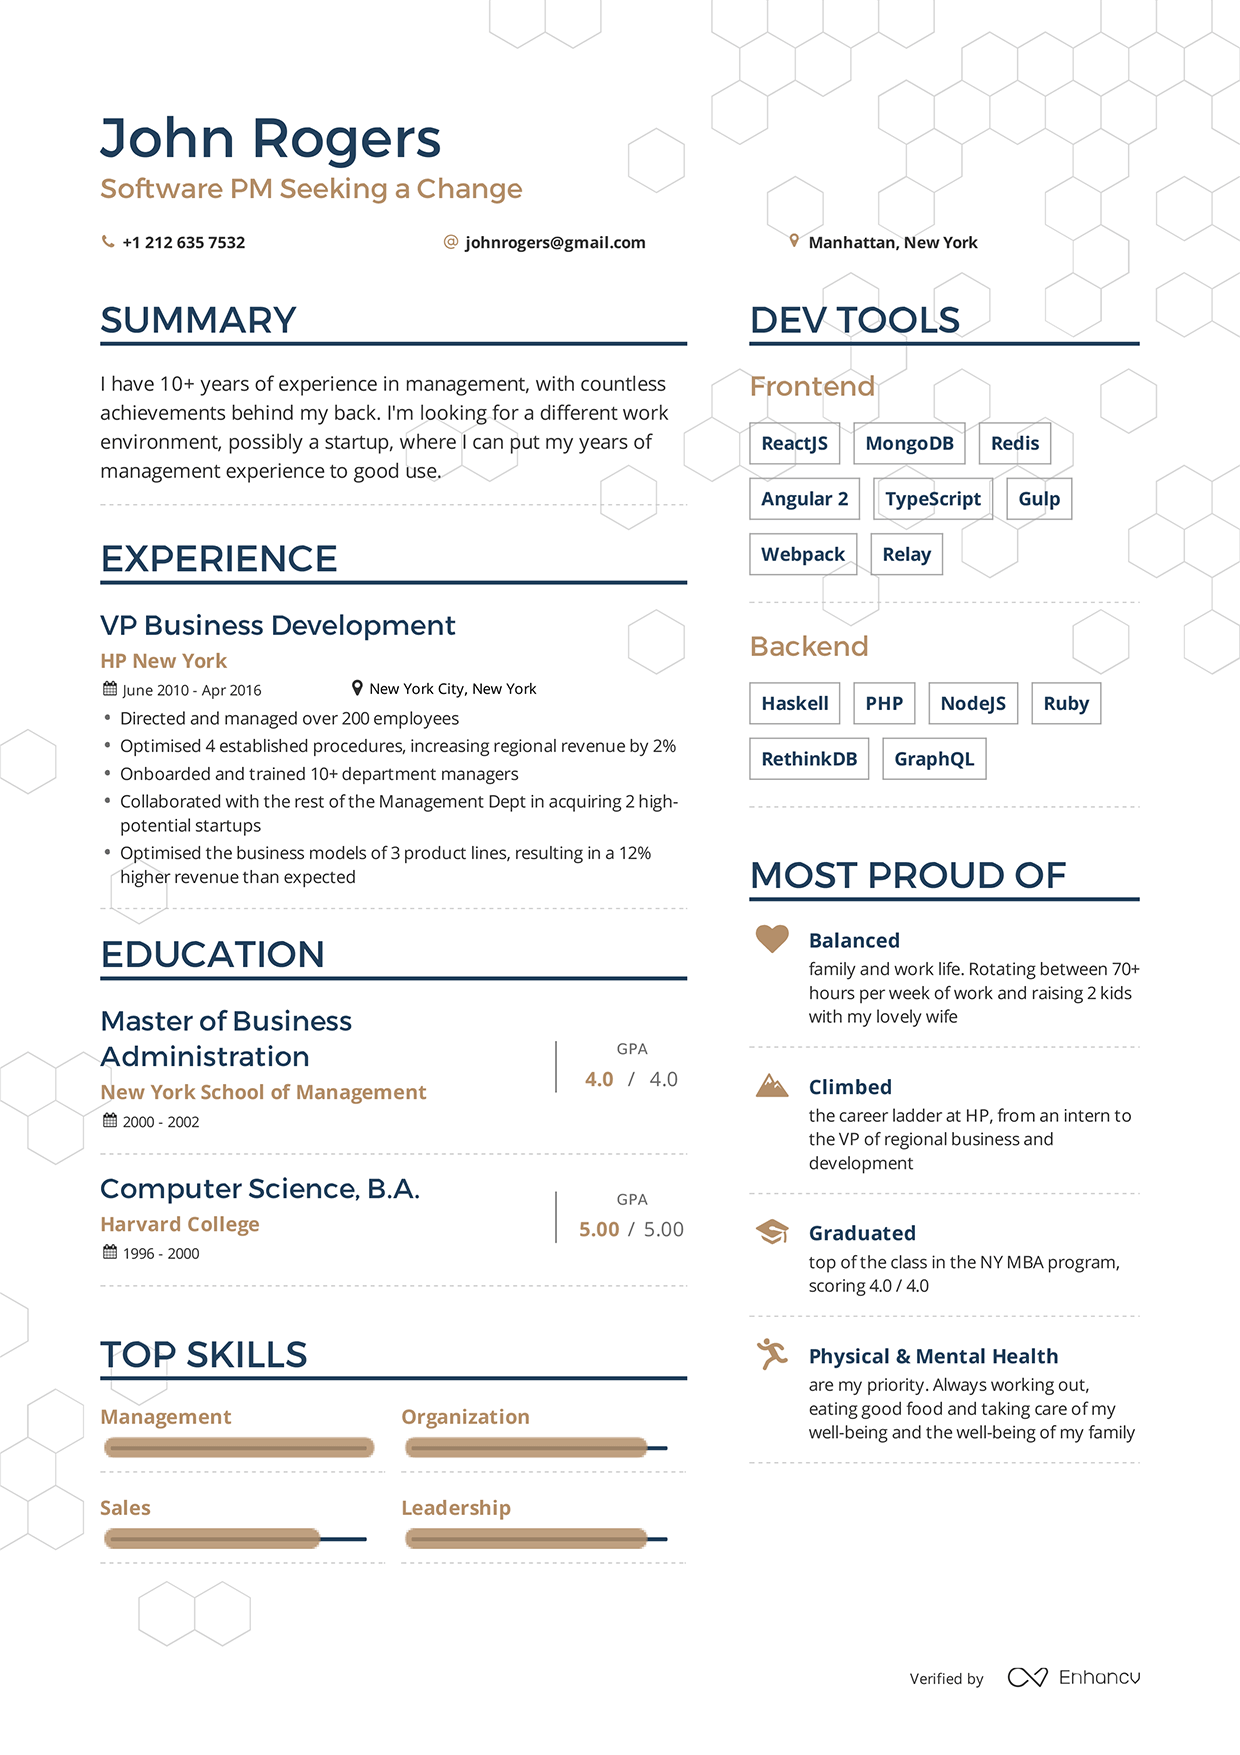 John Rogers
Software PM Seeking a Change
+1 212 635 7532
johnrogers@gmail.com
Manhattan, New York
SUMMARY
I have 10+ years of experience in management, with countless
achievements behind my back. I'm looking for a different work
environment, possibly a startup, where I can put my years of
management experience to good use.
EXPERIENCE
VP Business Development
HP New York
June 2010 - Apr 2016
New York City, New York
• Directed and managed over 200 employees
• Optimised 4 established procedures, increasing regional revenue by 2%
• Onboarded and trained 10+ department managers
• Collaborated with the rest of the Management Dept in acquiring 2 high-
potential startups
• Optimised the business models of 3 product lines, resulting in a 12%
higher revenue than expected
EDUCATION
Master of Business
Administration
New York School of Management
2000 - 2002
GPA
4.0 / 4.0
Computer Science, B.A.
Harvard College
1996 - 2000
GPA
5.00 / 5.00
TOP SKILLS
Management
Organization
Sales
Leadership
DEV TOOLS
Frontend
ReactJS MongoDB Redis
Angular 2 TypeScript Gulp
Webpack Relay
Backend
Haskell PHP NodeJS Ruby
RethinkDB GraphQL
MOST PROUD OF
Balanced
family and work life. Rotating between 70+
hours per week of work and raising 2 kids
with my lovely wife
Climbed
the career ladder at HP, from an intern to
the VP of regional business and
development
Graduated
top of the class in the NY MBA program,
scoring 4.0 / 4.0
Physical & Mental Health
are my priority. Always working out,
eating good food and taking care of my
well-being and the well-being of my family
Verified by Enhancv